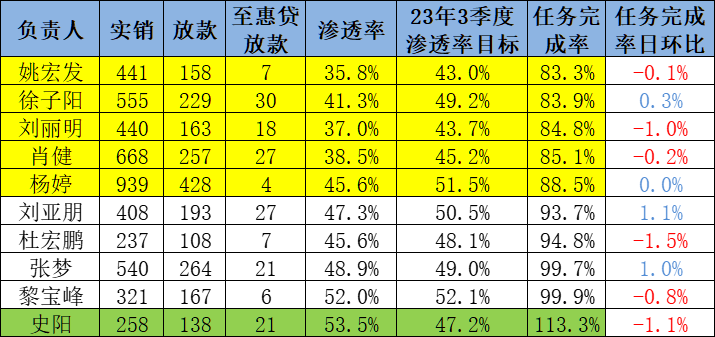 负责人 实销 放款 至惠贷放款 渗透率 23年3季度渗透率目标 任务完成率 任务完成率日环比
姚宏发 441 158 7 35.8% 43.0% 83.3% -0.1%
徐子阳 555 229 30 41.3% 49.2% 83.9% 0.3%
刘丽明 440 163 18 37.0% 43.7% 84.8% -1.0%
肖健 668 257 27 38.5% 45.2% 85.1% -0.2%
杨婷 939 428 4 45.6% 51.5% 88.5% 0.0%
刘亚朋 408 193 27 47.3% 50.5% 93.7% 1.1%
杜宏鹏 237 108 7 45.6% 48.1% 94.8% -1.5%
张梦 540 264 21 48.9% 49.0% 99.7% 1.0%
黎宝峰 321 167 6 52.0% 52.1% 99.9% -0.8%
史阳 258 138 21 53.5% 47.2% 113.3% -1.1%